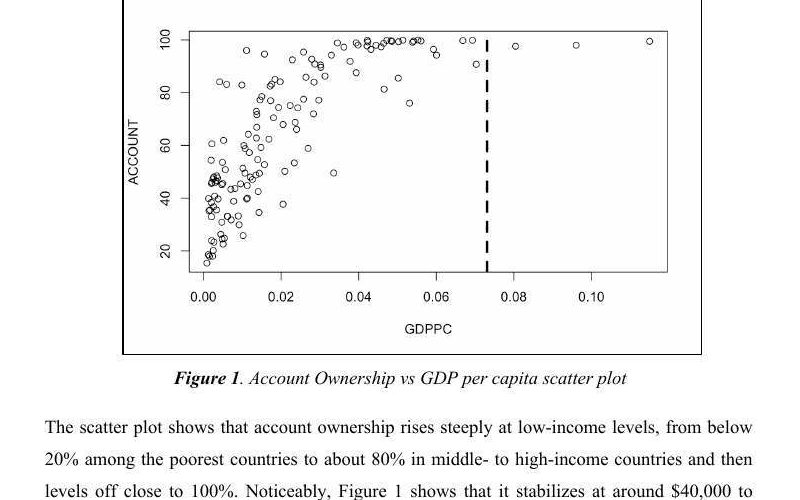 100
80
60
40
20
ACCOUNT
0.00 0.02 0.04 0.06 0.08 0.10
GDPPC
Figure 1. Account Ownership vs GDP per capita scatter plot
The scatter plot shows that account ownership rises steeply at low-income levels, from below
20% among the poorest countries to about 80% in middle- to high-income countries and then
levels off close to 100%. Noticeably, Figure 1 shows that it stabilizes at around $40,000 to